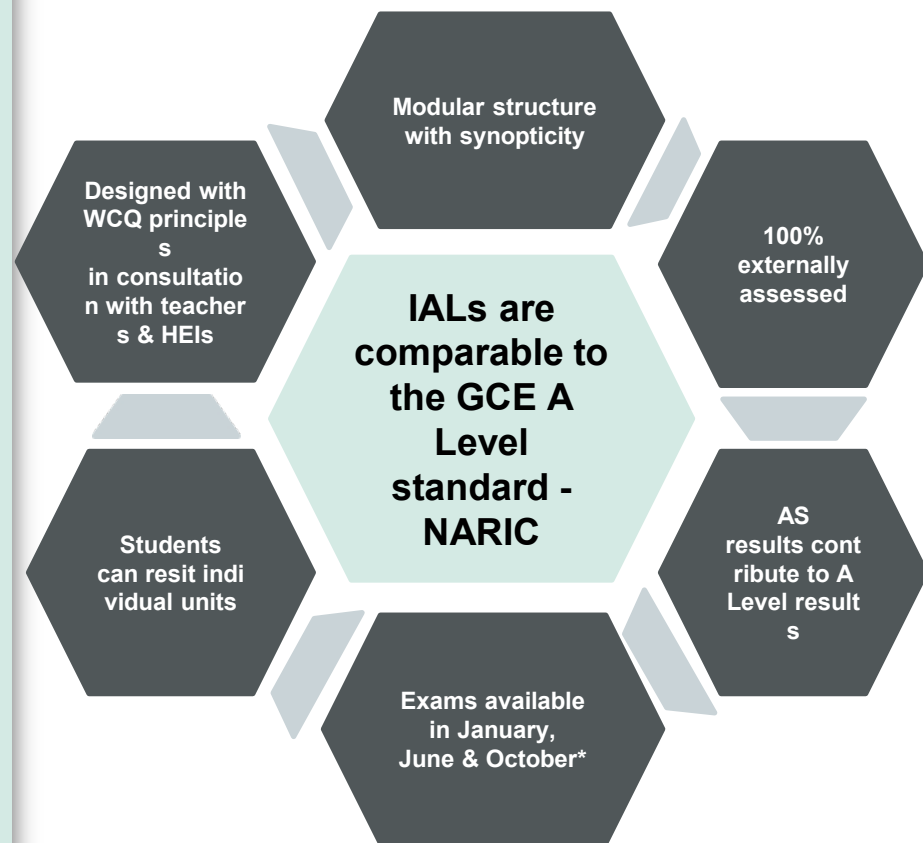 Modular structure
with synopticity
Designed with
WCQ principle
s
in consultatio
n with teacher
s & HEIs
100%
externally
assessed
IALs are
comparable to
the GCE A
Level
standard -
NARIC
Students
can resit indi
vidual units
AS
results cont
ribute to A
Level result
s
Exams available
in January,
June & October*